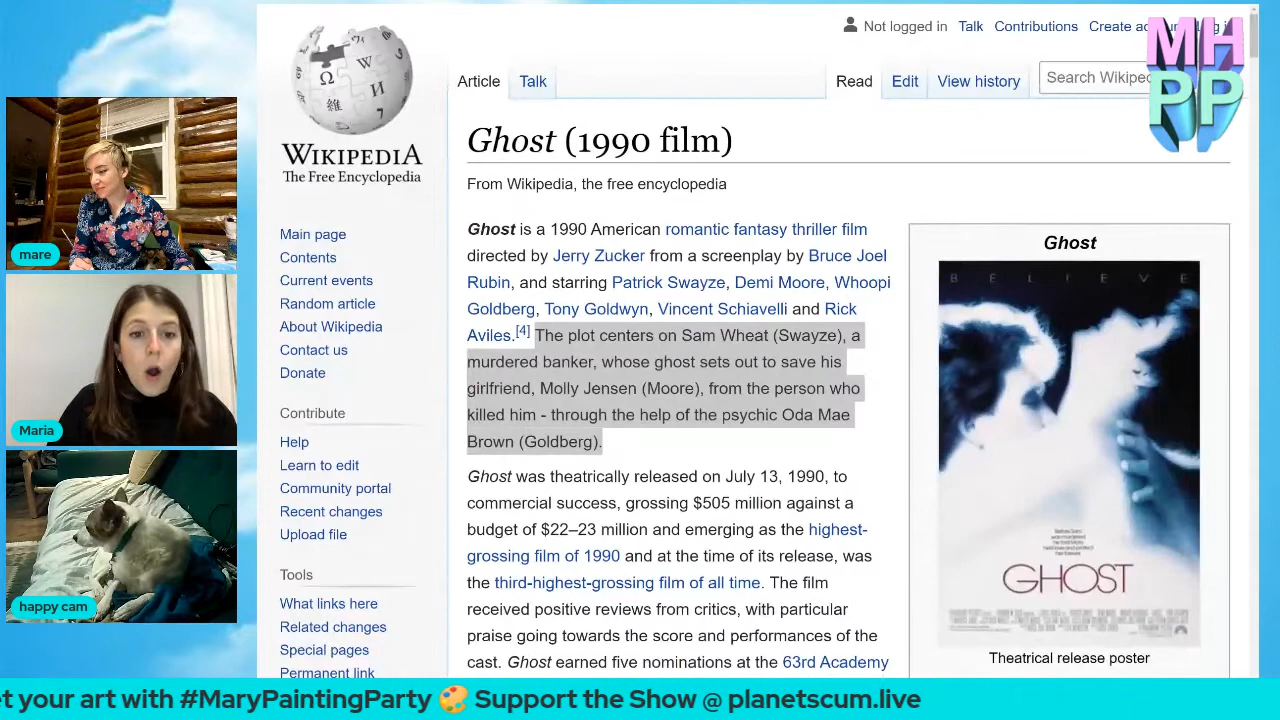 Not logged in Talk Contributions
MH
PP
Article Talk Read Edit View history Search Wikiped
WIKIPEDIA
The Free Encyclopedia
Ghost (1990 film)
From Wikipedia, the free encyclopedia
Main page
Contents
Current events
Random article
About Wikipedia
Contact us
Donate
Contribute
Help
Learn to edit
Community portal
Recent changes
Upload file
Tools
What links here
Related changes
Special pages
Permanent link
Ghost is a 1990 American romantic fantasy thriller film
directed by Jerry Zucker from a screenplay by Bruce Joel
Rubin, and starring Patrick Swayze, Demi Moore, Whoopi
Goldberg, Tony Goldwyn, Vincent Schiavelli and Rick
Aviles.[4] The plot centers on Sam Wheat (Swayze), a
murdered banker, whose ghost sets out to save his
girlfriend, Molly Jensen (Moore), from the person who
killed him - through the help of the psychic Oda Mae
Brown (Goldberg).
Ghost was theatrically released on July 13, 1990, to
commercial success, grossing $505 million against a
budget of $22–23 million and emerging as the highest-
grossing film of 1990 and at the time of its release, was
the third-highest-grossing film of all time. The film
received positive reviews from critics, with particular
praise going towards the score and performances of the
cast. Ghost earned five nominations at the 63rd Academy
Ghost
BELIEVE
GHOST
Theatrical release poster
mare
Maria
happy cam
et your art with #MaryPaintingParty 🎨 Support the Show @ planetscum.live